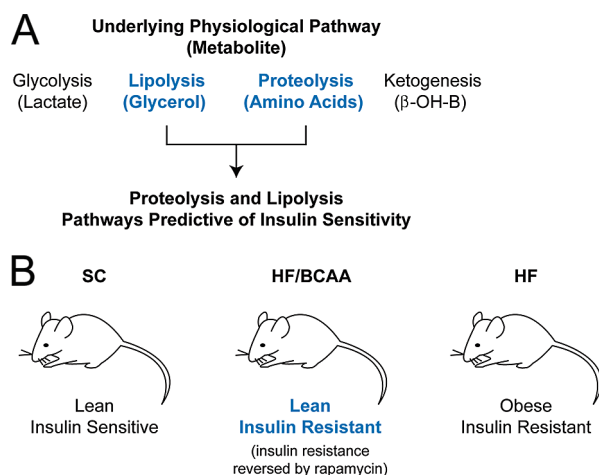 A
Underlying Physiological Pathway
(Metabolite)
Glycolysis
(Lactate)
Lipolysis
(Glycerol)
Proteolysis
(Amino Acids)
Ketogenesis
(β-OH-B)
Proteolysis and Lipolysis
Pathways Predictive of Insulin Sensitivity
B
SC
HF/BCAA
HF
Lean
Insulin Sensitive
Lean
Insulin Resistant
(insulin resistance
reversed by rapamycin)
Obese
Insulin Resistant